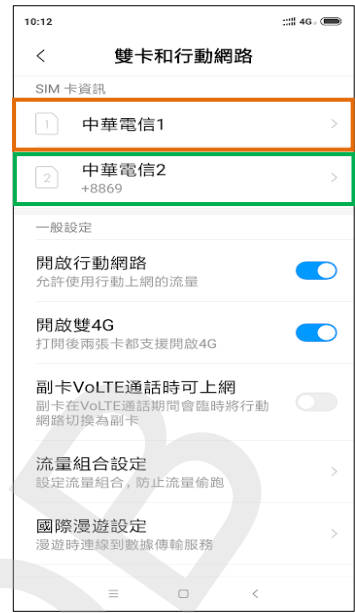 10:12
4G
雙卡和行動網路
SIM 卡資訊
1
中華電信1
2
中華電信2
+8869
一般設定
開啟行動網路
允許使用行動上網的流量
開啟雙4G
打開後兩張卡都支援開啟4G
副卡VoLTE通話時可上網
副卡在VoLTE通話期間會臨時將行動
網路切換為副卡
流量組合設定
設定流量組合，防止流量偷跑
國際漫遊設定
漫遊時連線到數據傳輸服務